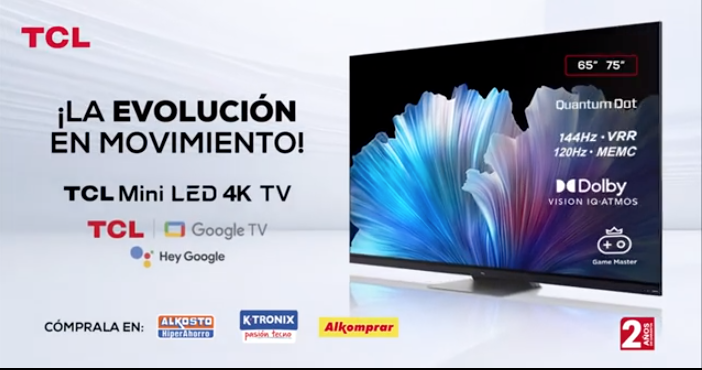 TCL
¡LA EVOLUCIÓN
EN MOVIMIENTO!
TCL Mini LED 4K TV
TCL Google TV
Hey Google
65" 75"
Quantum Dot
144Hz • VRR
120Hz • MEMC
Dolby
VISION IQ•ATMOS
Game Master
CÓMPRALA EN:
ALKOSTO
HiperAhorro
KTRONIX
pasión tecno
Alkomprar
2 AÑOS